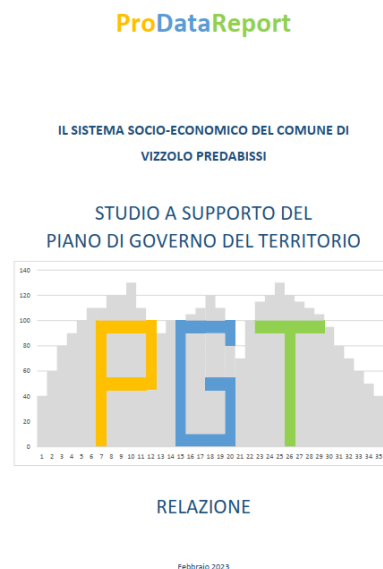 ProDataReport
IL SISTEMA SOCIO-ECONOMICO DEL COMUNE DI
VIZZOLO PREDABISSI
STUDIO A SUPPORTO DEL
PIANO DI GOVERNO DEL TERRITORIO
140
120
100
80
60
40
20
0
PGT
1 2 3 4 5 6 7 8 9 10 11 12 13 14 15 16 17 18 19 20 21 22 23 24 25 26 27 28 29 30 31 32 33 34 35
RELAZIONE
Febbraio 2023